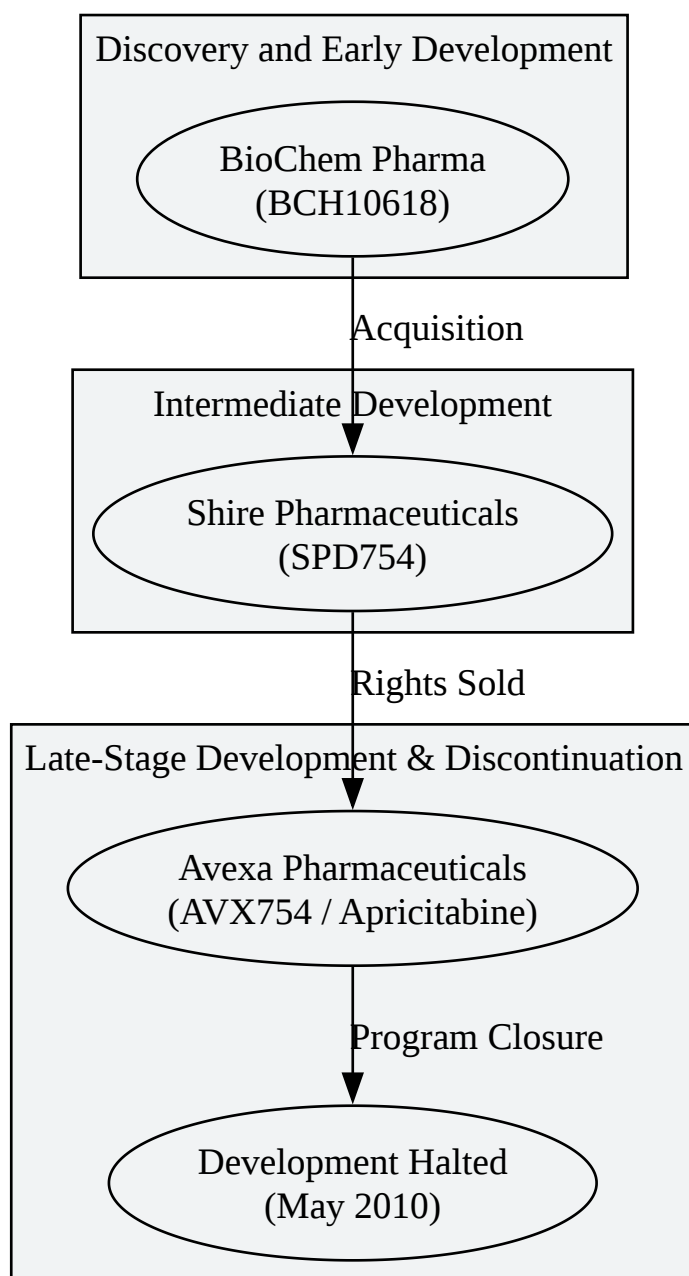 Discovery and Early Development
BioChem Pharma
(BCH10618)
Acquisition
Intermediate Development
Shire Pharmaceuticals
(SPD754)
Rights Sold
Late-Stage Development & Discontinuation
Avexa Pharmaceuticals
(AVX754 / Apricitabine)
Program Closure
Development Halted
(May 2010)